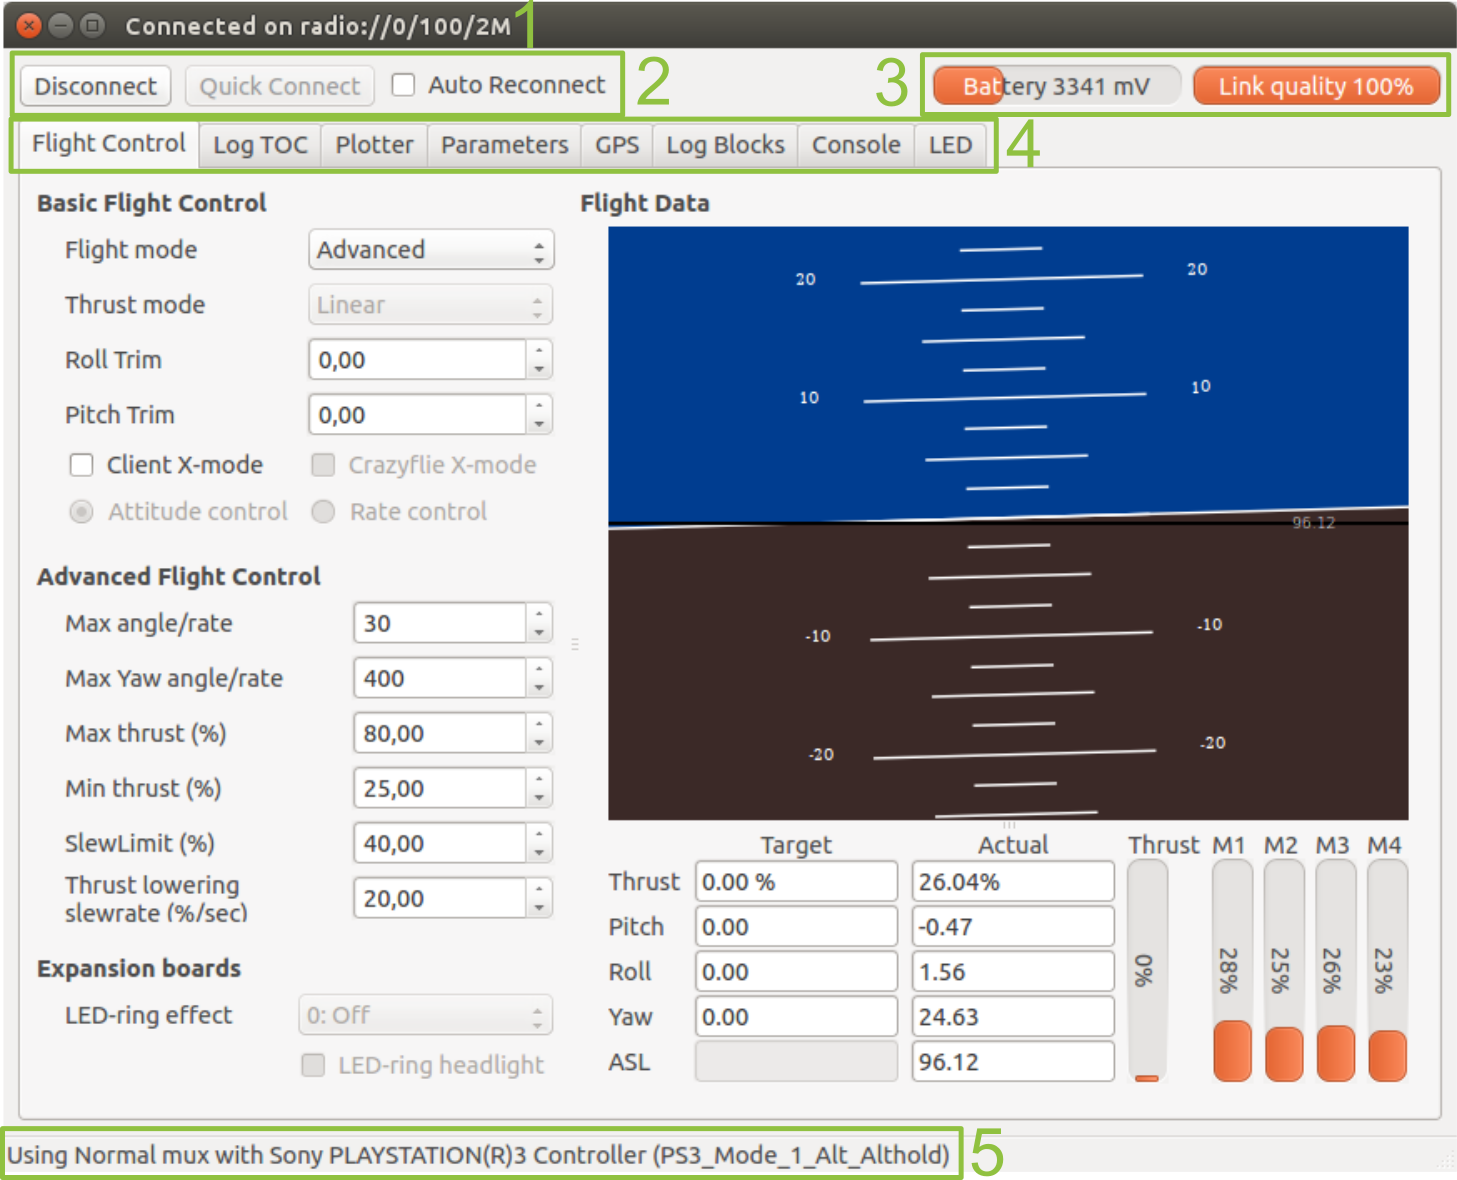 Connected on radio://0/100/2M 1
Disconnect Quick Connect Auto Reconnect 2 3 Battery 3341 mV Link quality 100%
Flight Control Log TOC Plotter Parameters GPS Log Blocks Console LED 4
Basic Flight Control
Flight mode Advanced
Thrust mode Linear
Roll Trim 0,00
Pitch Trim 0,00
Client X-mode Crazyflie X-mode
Attitude control Rate control
Advanced Flight Control
Max angle/rate 30
Max Yaw angle/rate 400
Max thrust (%) 80,00
Min thrust (%) 25,00
SlewLimit (%) 40,00
Thrust lowering
slewrate (%/sec) 20,00
Expansion boards
LED-ring effect 0: Off
LED-ring headlight
Flight Data
20 20
10 10
96.12
-10 -10
-20 -20
Target Actual Thrust M1 M2 M3 M4
Thrust 0.00 % 26.04%
Pitch 0.00 -0.47
Roll 0.00 1.56
Yaw 0.00 24.63
ASL 96.12
0% 28% 25% 26% 23%
Using Normal mux with Sony PLAYSTATION(R)3 Controller (PS3_Mode_1_Alt_Althold) 5